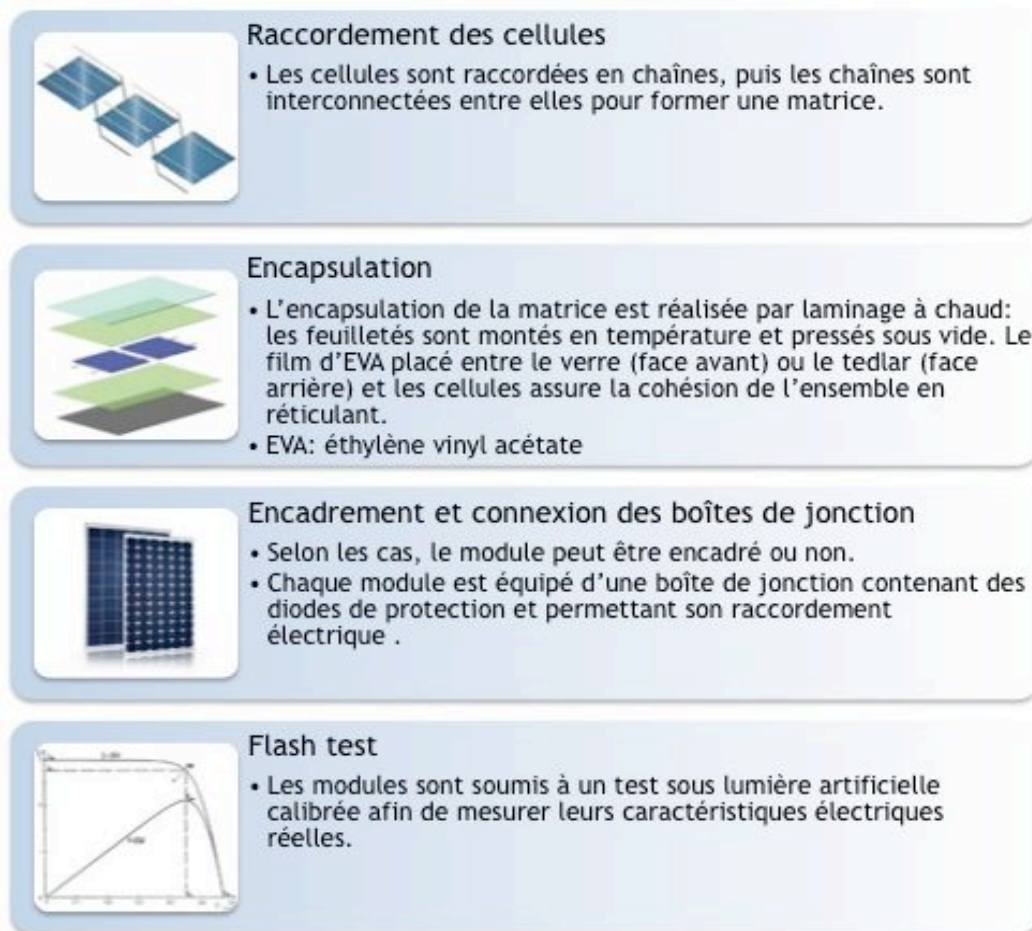 Raccordement des cellules
• Les cellules sont raccordées en chaînes, puis les chaînes sont
interconnectées entre elles pour former une matrice.
Encapsulation
• L'encapsulation de la matrice est réalisée par laminage à chaud:
les feuilletés sont montés en température et pressés sous vide. Le
film d'EVA placé entre le verre (face avant) ou le tedlar (face
arrière) et les cellules assure la cohésion de l'ensemble en
réticulant.
• EVA: éthylène vinyl acétate
Encadrement et connexion des boîtes de jonction
• Selon les cas, le module peut être encadré ou non.
• Chaque module est équipé d'une boîte de jonction contenant des
diodes de protection et permettant son raccordement
électrique .
Flash test
• Les modules sont soumis à un test sous lumière artificielle
calibrée afin de mesurer leurs caractéristiques électriques
réelles.